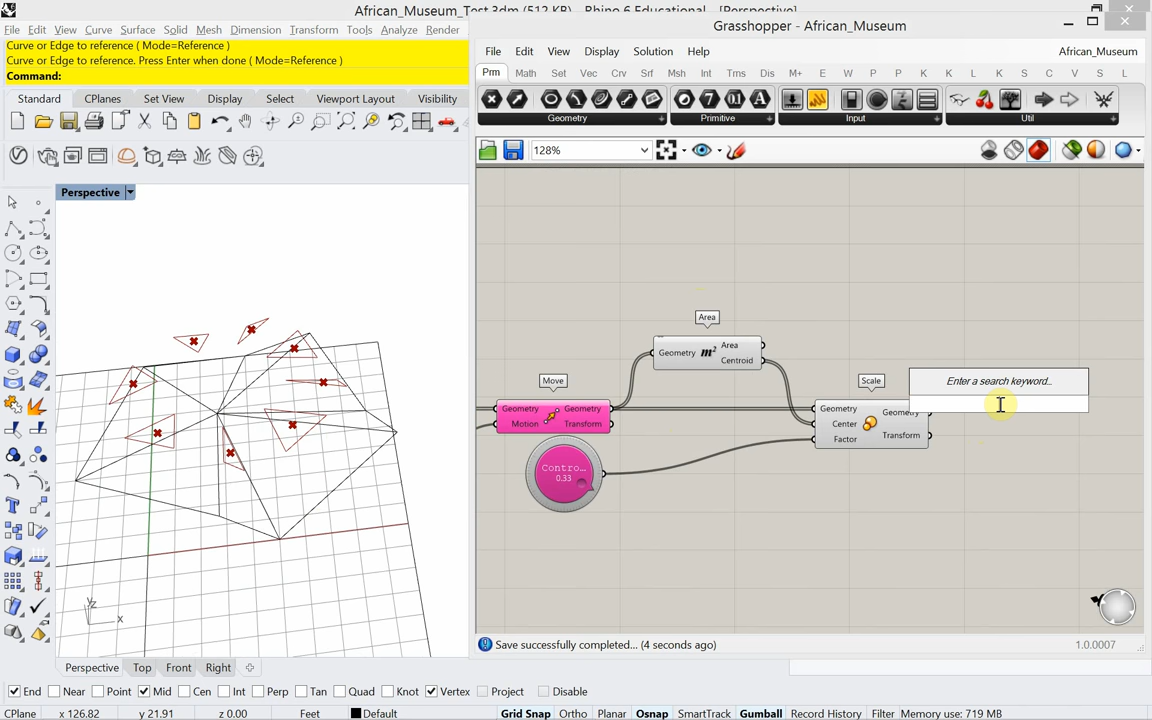 African_Museum_Test.3dm (512 KB) - Rhino 6 Educational - [Perspective]
File Edit View Curve Surface Solid Mesh Dimension Transform Tools Analyze Render
Curve or Edge to reference ( Mode=Reference )
Curve or Edge to reference. Press Enter when done ( Mode=Reference )
Command:
Standard CPlanes Set View Display Select Viewport Layout Visibility
Perspective
Grasshopper - African_Museum
File Edit View Display Solution Help African_Museum
Prm Math Set Vec Crv Srf Msh Int Trns Dis M+ E W P P K K L K S C V S L
Geometry + Primitive + Input + Util +
128%
Area
Geometry m² Area
Centroid
Move
Geometry Geometry
Motion Transform
Contro...
0.33
Scale
Geometry Geometry
Center
Factor Transform
Enter a search keyword...
Save successfully completed... (4 seconds ago) 1.0.0007
z
x
Perspective Top Front Right
End Near Point Mid Cen Int Perp Tan Quad Knot Vertex Project Disable
CPlane x 126.82 y 21.91 z 0.00 Feet Default Grid Snap Ortho Planar Osnap SmartTrack Gumball Record History Filter Memory use: 719 MB